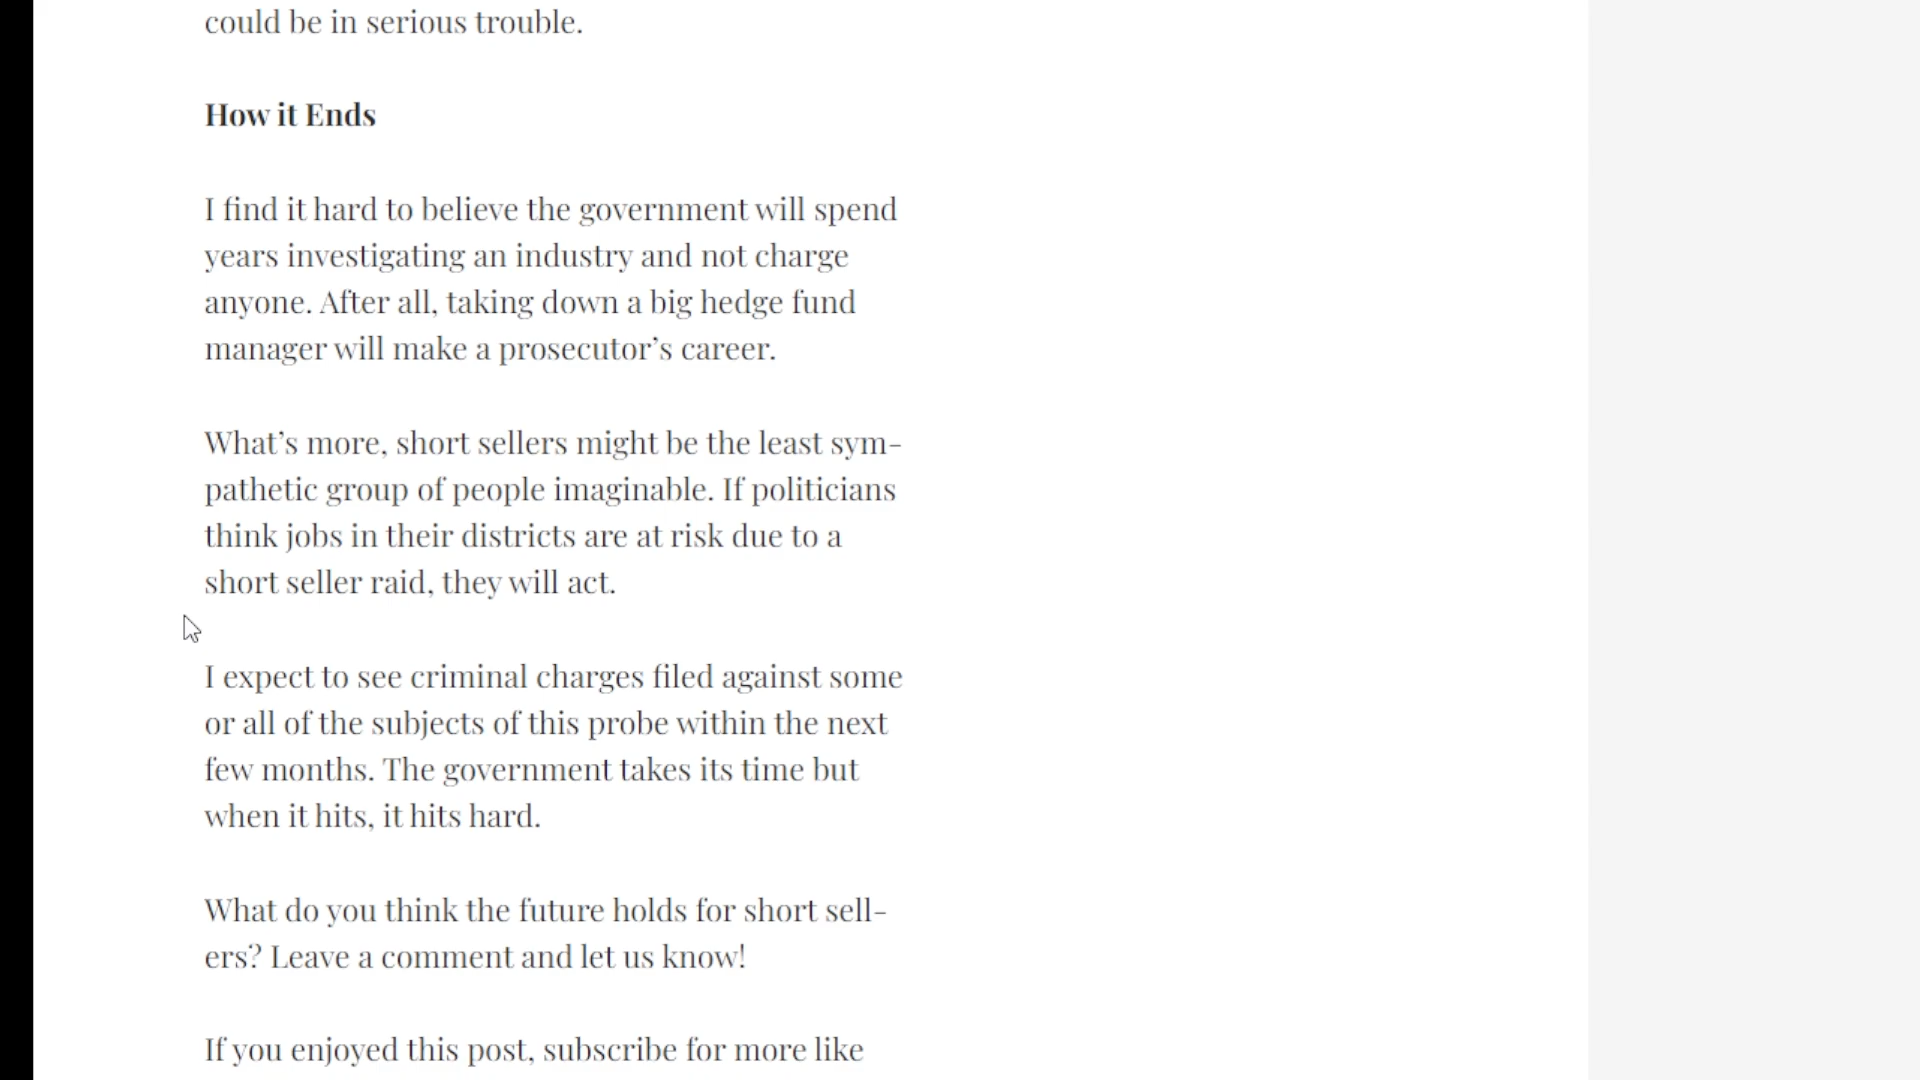 could be in serious trouble.
How it Ends
I find it hard to believe the government will spend
years investigating an industry and not charge
anyone. After all, taking down a big hedge fund
manager will make a prosecutor’s career.
What’s more, short sellers might be the least sym-
pathetic group of people imaginable. If politicians
think jobs in their districts are at risk due to a
short seller raid, they will act.
I expect to see criminal charges filed against some
or all of the subjects of this probe within the next
few months. The government takes its time but
when it hits, it hits hard.
What do you think the future holds for short sell-
ers? Leave a comment and let us know!
If you enjoyed this post, subscribe for more like